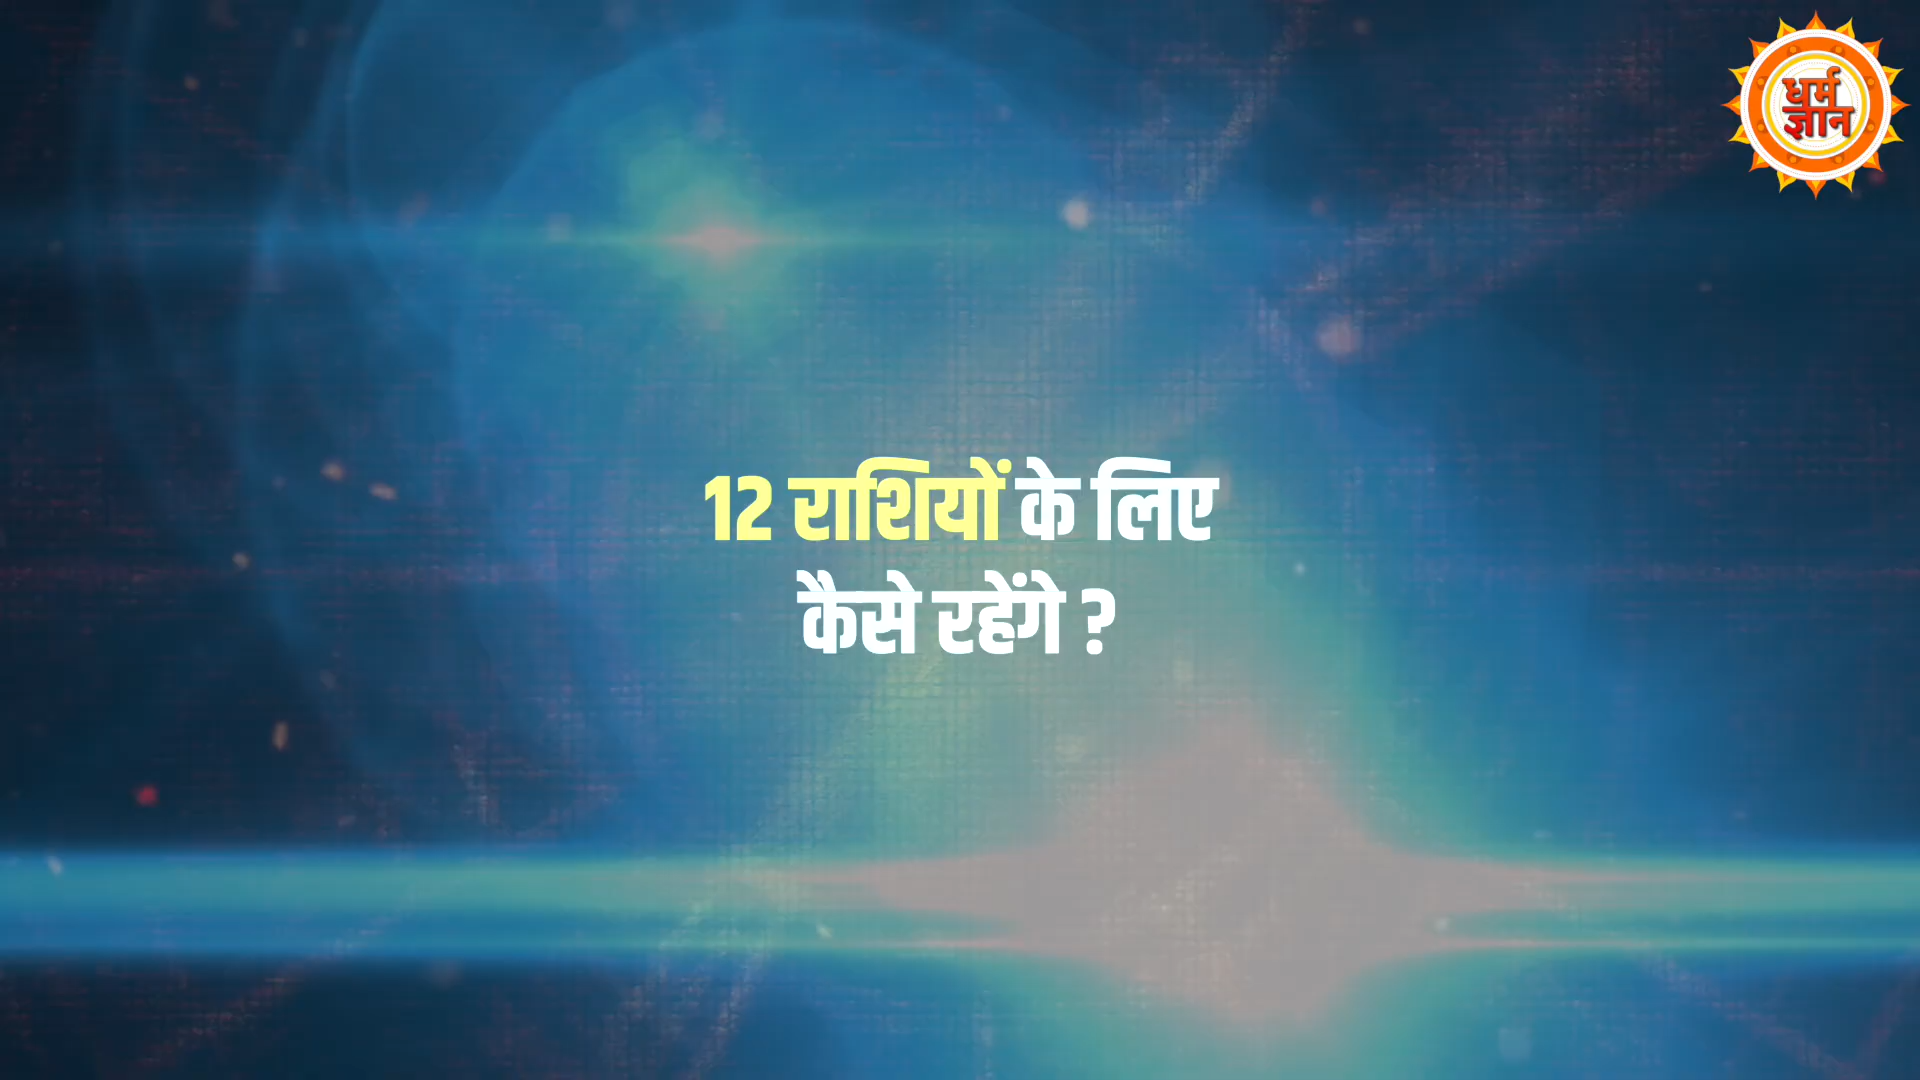 धर्म
ज्ञान
12 राशियों के लिए
कैसे रहेंगे ?